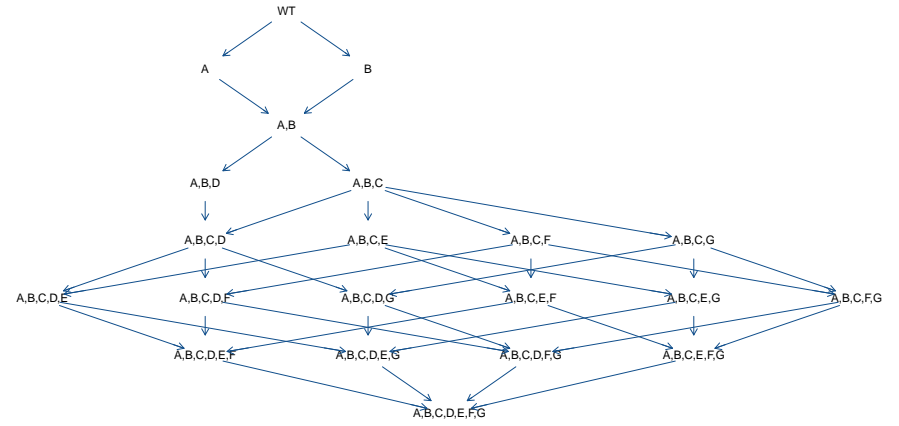 WT
A
B
A,B
A,B,D
A,B,C
A,B,C,D
A,B,C,E
A,B,C,F
A,B,C,G
A,B,C,D,E
A,B,C,D,F
A,B,C,D,G
A,B,C,E,F
A,B,C,E,G
A,B,C,F,G
A,B,C,D,E,F
A,B,C,D,E,G
A,B,C,D,F,G
A,B,C,E,F,G
A,B,C,D,E,F,G